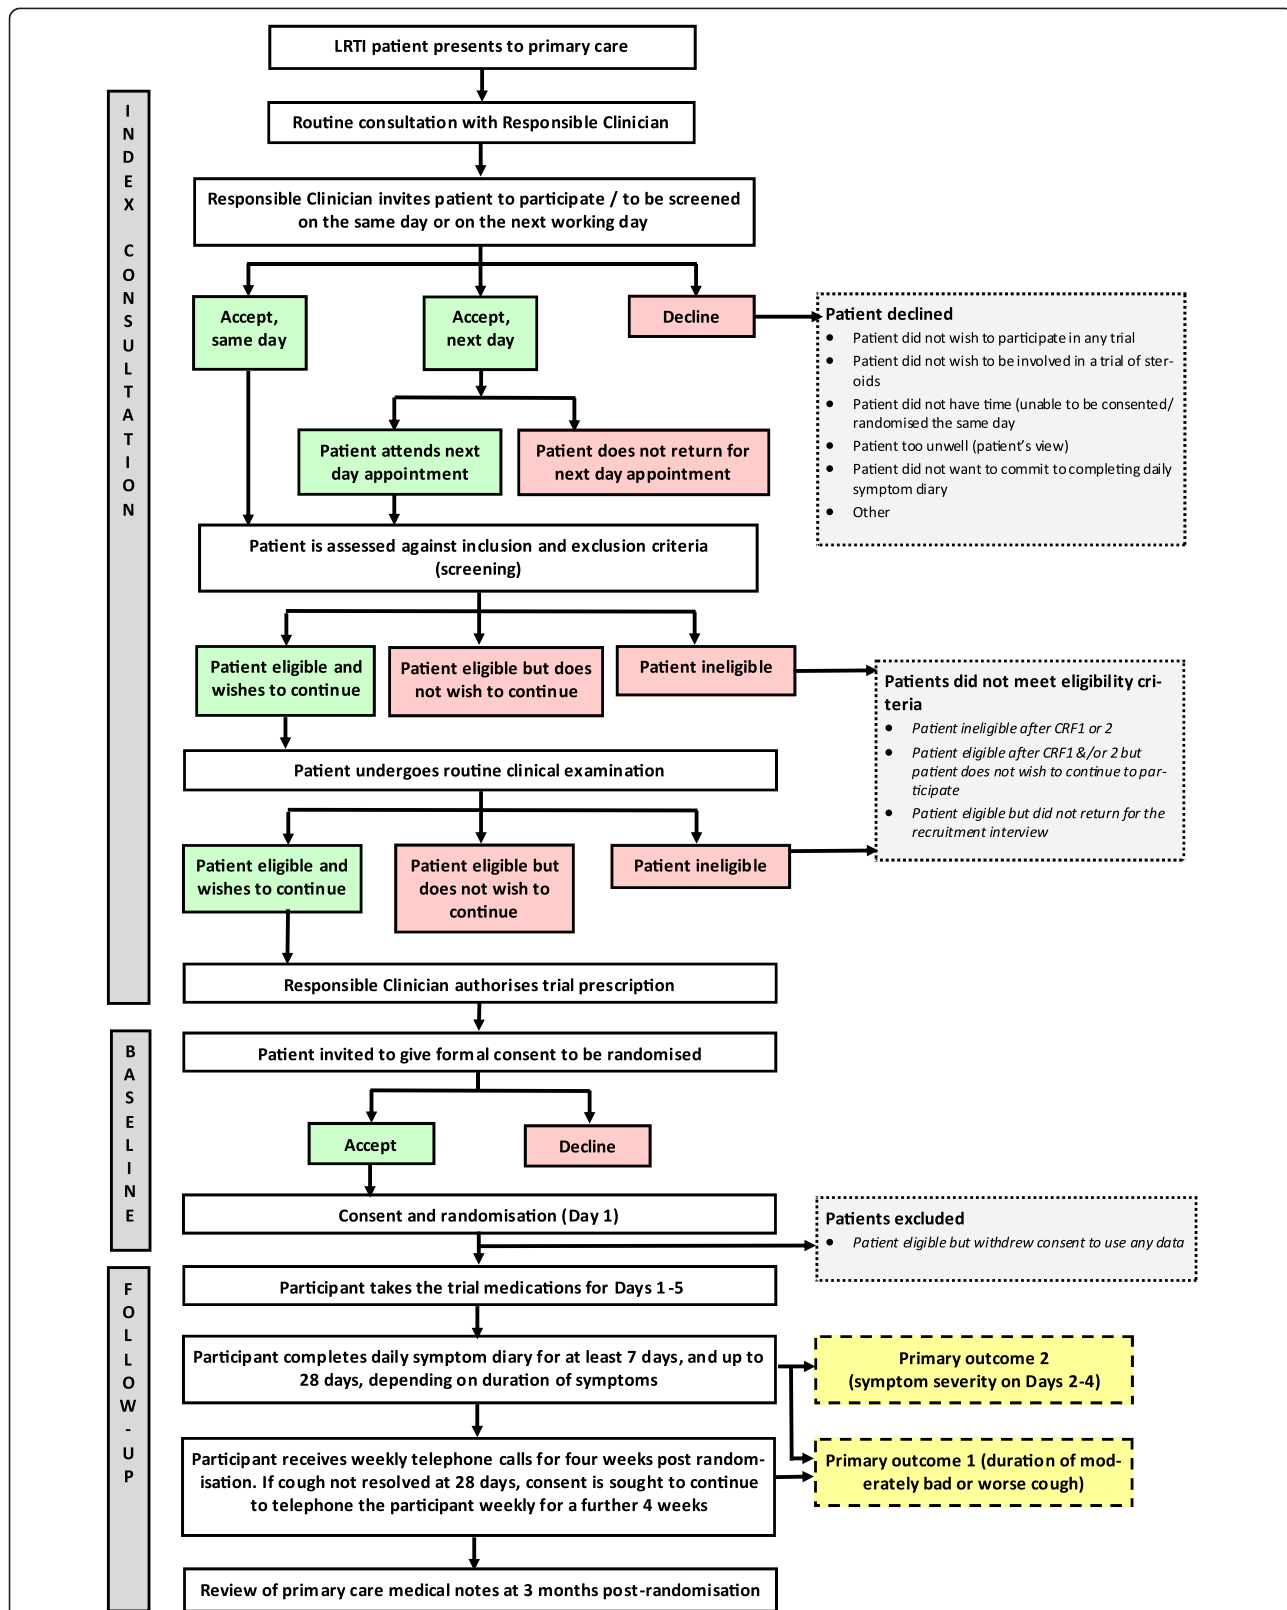 LRTI patient presents to primary care
INDEX CONSULTATION
Routine consultation with Responsible Clinician
Responsible Clinician invites patient to participate / to be screened
on the same day or on the next working day
Accept,
same day
Accept,
next day
Decline
Patient declined
• Patient did not wish to participate in any trial
• Patient did not wish to be involved in a trial of ster-
oids
• Patient did not have time (unable to be consented/
randomised the same day
• Patient too unwell (patient's view)
• Patient did not want to commit to completing daily
symptom diary
• Other
Patient attends next
day appointment
Patient does not return for
next day appointment
Patient is assessed against inclusion and exclusion criteria
(screening)
Patient eligible and
wishes to continue
Patient eligible but does
not wish to continue
Patient ineligible
Patients did not meet eligibility cri-
teria
• Patient ineligible after CRF1 or 2
• Patient eligible after CRF1 &/or 2 but
patient does not wish to continue to par-
ticipate
• Patient eligible but did not return for the
recruitment interview
Patient undergoes routine clinical examination
Patient eligible and
wishes to continue
Patient eligible but
does not wish to
continue
Patient ineligible
Responsible Clinician authorises trial prescription
BASELINE
Patient invited to give formal consent to be randomised
Accept
Decline
Consent and randomisation (Day 1)
Patients excluded
• Patient eligible but withdrew consent to use any data
FOLLOW-UP
Participant takes the trial medications for Days 1-5
Participant completes daily symptom diary for at least 7 days, and up to
28 days, depending on duration of symptoms
Primary outcome 2
(symptom severity on Days 2-4)
Participant receives weekly telephone calls for four weeks post random-
isation. If cough not resolved at 28 days, consent is sought to continue
to telephone the participant weekly for a further 4 weeks
Primary outcome 1 (duration of mod-
erately bad or worse cough)
Review of primary care medical notes at 3 months post-randomisation